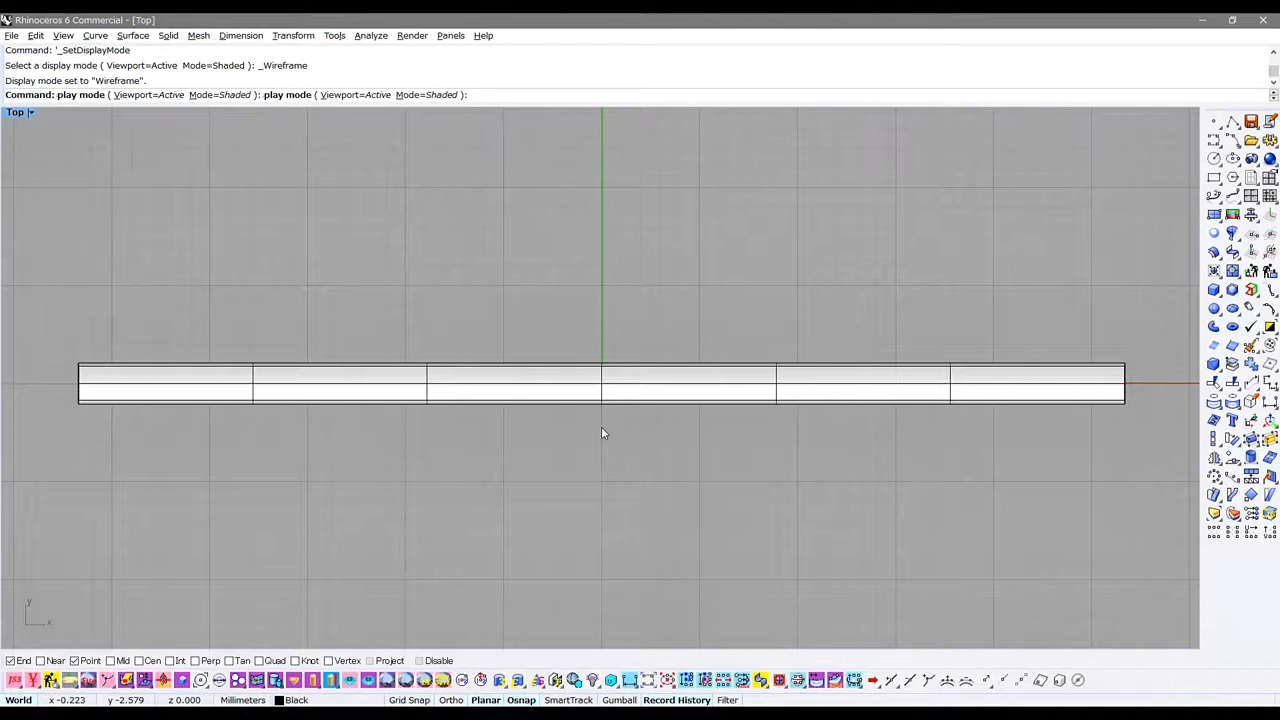 Rhinoceros 6 Commercial - [Top]
File Edit View Curve Surface Solid Mesh Dimension Transform Tools Analyze Render Panels Help
Command: '_SetDisplayMode
Select a display mode ( Viewport=Active Mode=Shaded ): _Wireframe
Display mode set to "Wireframe".
Command: play mode ( Viewport=Active Mode=Shaded ): play mode ( Viewport=Active Mode=Shaded ):
Top
y
x
End Near Point Mid Cen Int Perp Tan Quad Knot Vertex Project Disable
World x -0.223 y -2.579 z 0.000 Millimeters Black Grid Snap Ortho Planar Osnap SmartTrack Gumball Record History Filter